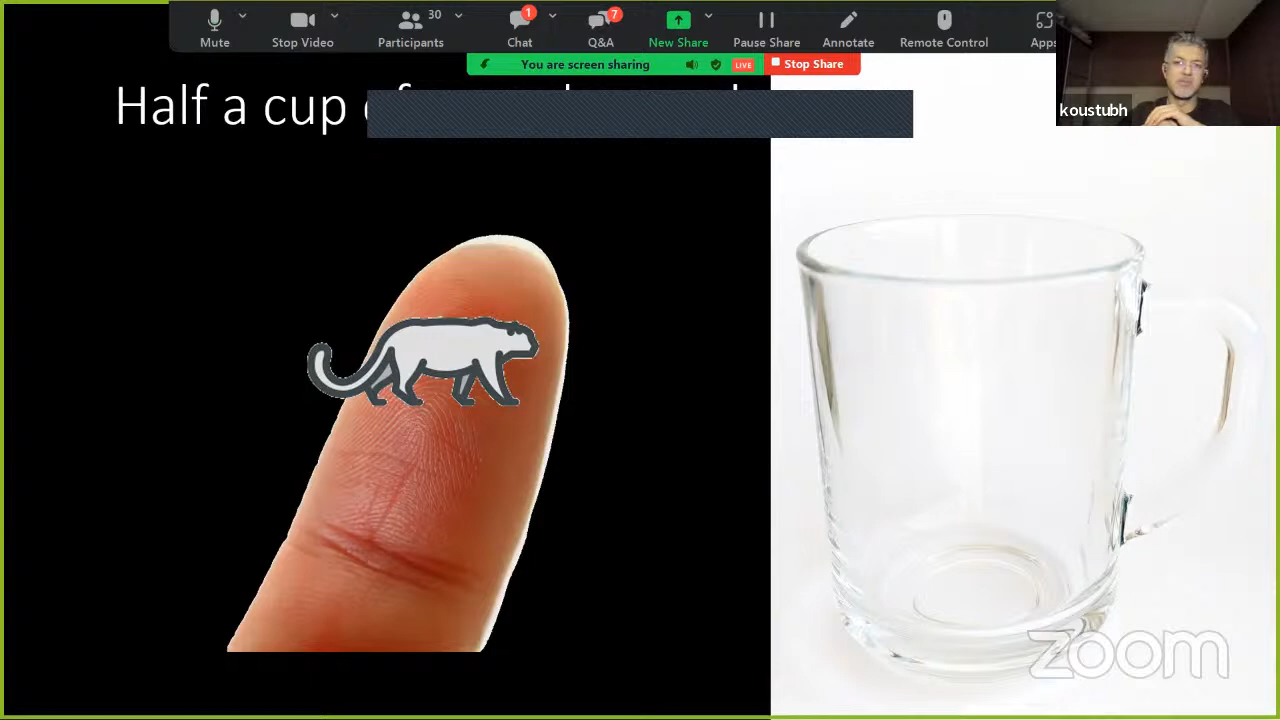 30
1
7
Mute
Stop Video
Participants
Chat
Q&A
New Share
Pause Share
Annotate
Remote Control
Apps
You are screen sharing
LIVE
Stop Share
Half a cup
koustubh
zoom